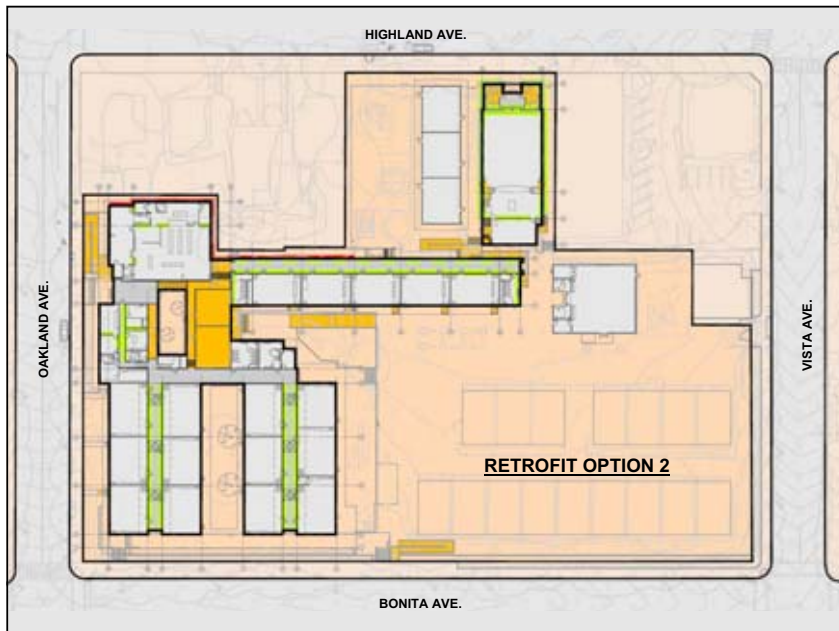 HIGHLAND AVE.
OAKLAND AVE.
VISTA AVE.
RETROFIT OPTION 2
BONITA AVE.